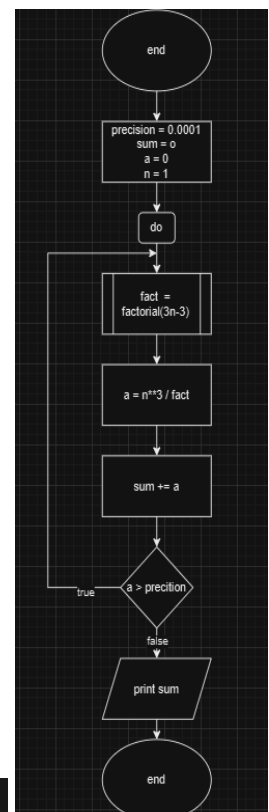 end
precision = 0.0001
sum = o
a = 0
n = 1
do
fact =
factorial(3n-3)
a = n**3 / fact
sum += a
a > precition
true
false
print sum
end